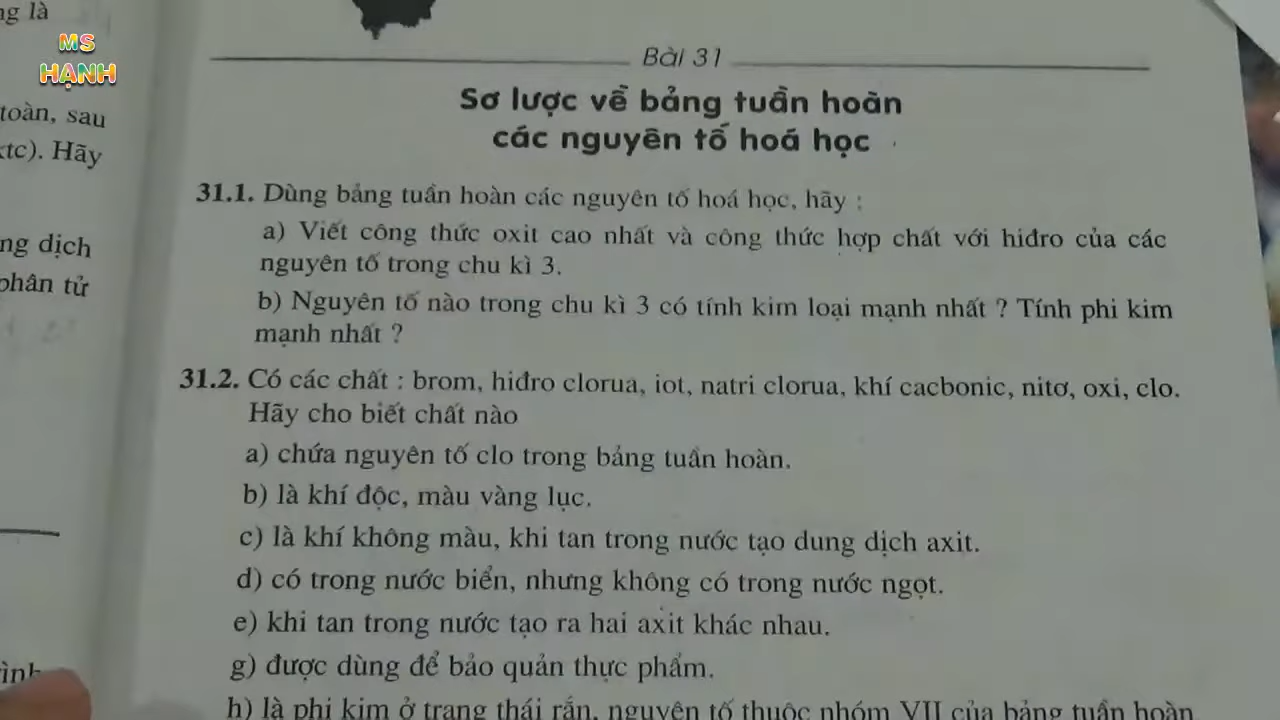 ng là
MS
HẠNH
toàn, sau
ktc). Hãy
ng dịch
phân tử
Bài 31
Sơ lược về bảng tuần hoàn
các nguyên tố hoá học
31.1. Dùng bảng tuần hoàn các nguyên tố hoá học, hãy :
a) Viết công thức oxit cao nhất và công thức hợp chất với hiđro của các
nguyên tố trong chu kì 3.
b) Nguyên tố nào trong chu kì 3 có tính kim loại mạnh nhất ? Tính phi kim
mạnh nhất ?
31.2. Có các chất : brom, hiđro clorua, iot, natri clorua, khí cacbonic, nitơ, oxi, clo.
Hãy cho biết chất nào
a) chứa nguyên tố clo trong bảng tuần hoàn.
b) là khí độc, màu vàng lục.
c) là khí không màu, khi tan trong nước tạo dung dịch axit.
d) có trong nước biển, nhưng không có trong nước ngọt.
e) khi tan trong nước tạo ra hai axit khác nhau.
g) được dùng để bảo quản thực phẩm.
h) là phi kim ở trạng thái rắn, nguyên tố thuộc nhóm VII của bảng tuần hoàn